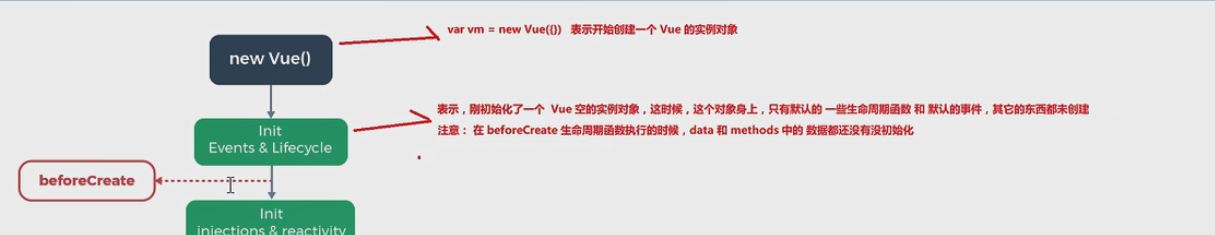 var vm = new Vue({}) 表示开始创建一个 Vue 的实例对象
new Vue()
表示，刚初始化了一个 Vue 空的实例对象，这时候，这个对象身上，只有默认的 一些生命周期函数 和 默认的事件，其它的东西都未创建
注意： 在 beforeCreate 生命周期函数执行的时候，data 和 methods 中的 数据都还没有没初始化
Init
Events & Lifecycle
beforeCreate
Init
injections & reactivity